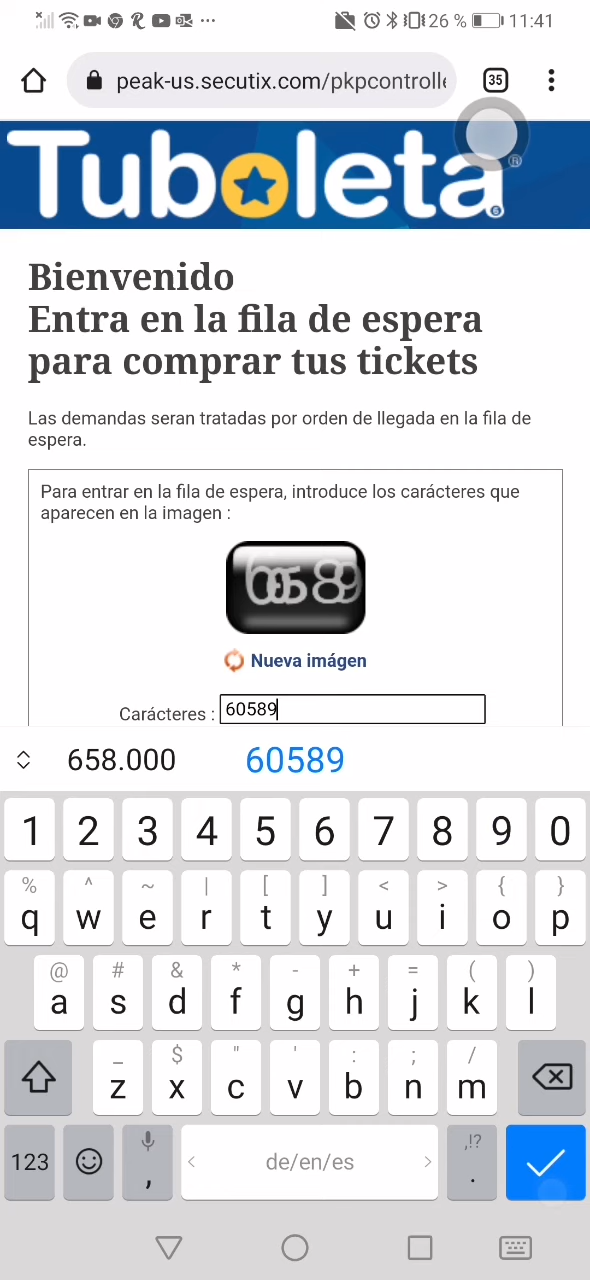 26 % 11:41
peak-us.secutix.com/pkpcontrolle
35
Tuboleta®
Bienvenido
Entra en la fila de espera
para comprar tus tickets
Las demandas seran tratadas por orden de llegada en la fila de
espera.
Para entrar en la fila de espera, introduce los carácteres que
aparecen en la imagen :
Nueva imágen
Carácteres : 60589
658.000 60589
1 2 3 4 5 6 7 8 9 0
% ^ ~ | [ ] < > { }
q w e r t y u i o p
@ # & * - + = ( )
a s d f g h j k l
_ $ " ' : ; /
z x c v b n m
,!?
123 , < de/en/es > .